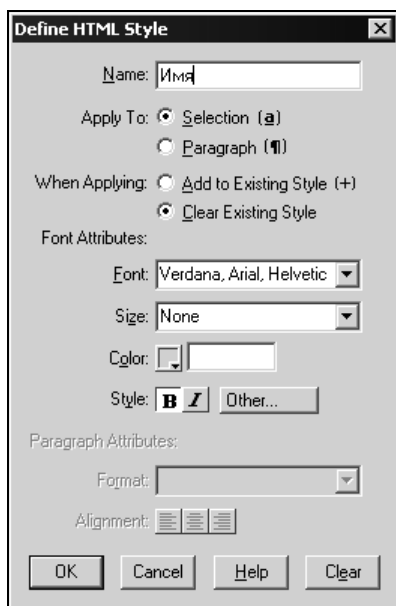 Define HTML Style
Name: Имя
Apply To: Selection (a)
Paragraph (¶)
When Applying: Add to Existing Style (+)
Clear Existing Style
Font Attributes:
Font: Verdana, Arial, Helvetic
Size: None
Color:
Style: B I Other...
Paragraph Attributes:
Format:
Alignment:
OK Cancel Help Clear